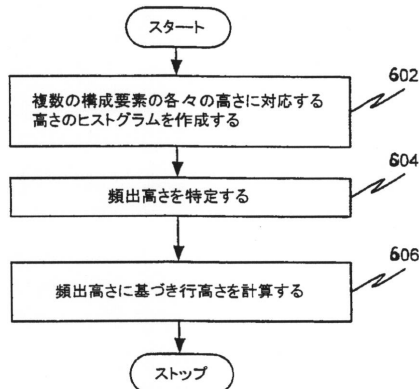 スタート
602
複数の構成要素の各々の高さに対応する
高さのヒストグラムを作成する
604
頻出高さを特定する
606
頻出高さに基づき行高さを計算する
ストップ